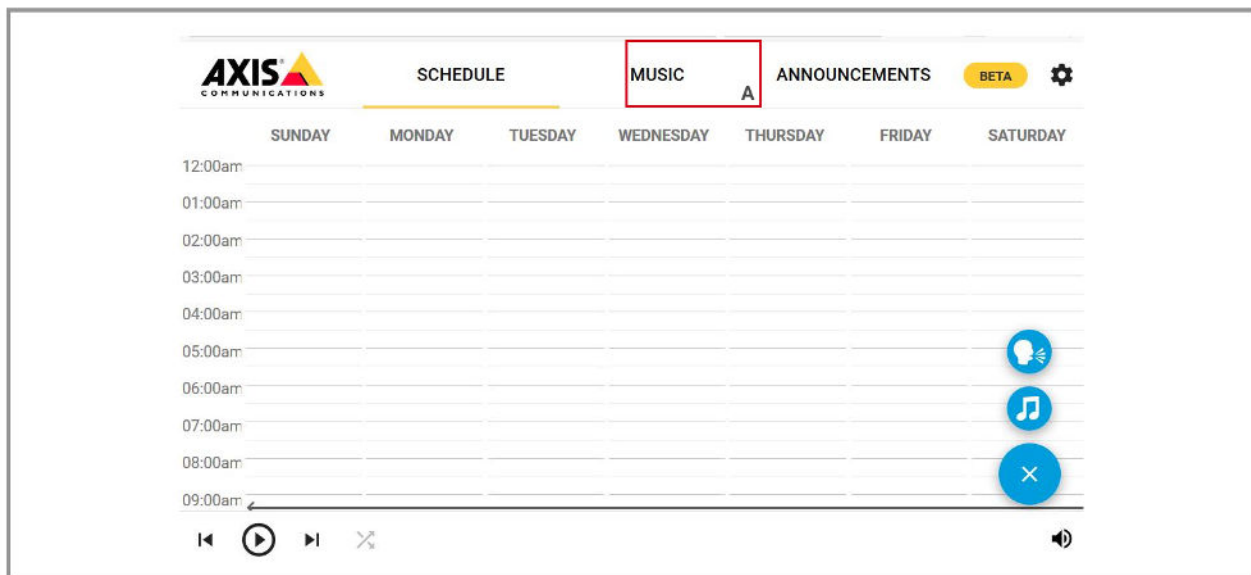 AXIS SCHEDULE MUSIC ANNOUNCEMENTS BETA
COMMUNICATIONS A
SUNDAY MONDAY TUESDAY WEDNESDAY THURSDAY FRIDAY SATURDAY
12:00am
01:00am
02:00am
03:00am
04:00am
05:00am
06:00am
07:00am
08:00am
09:00am